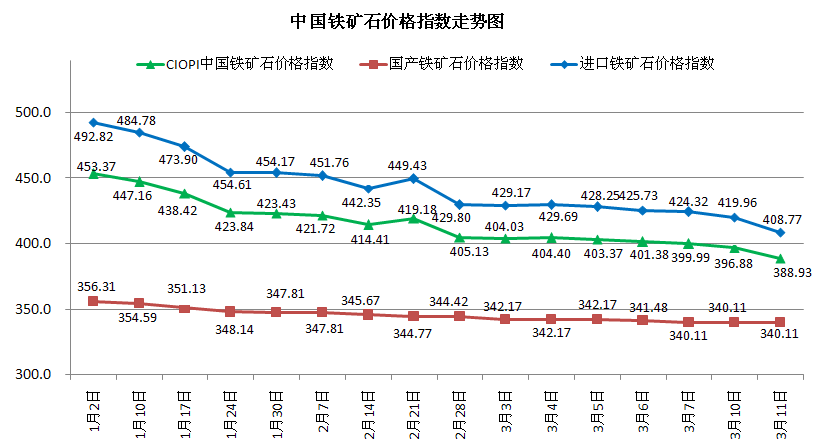 中国铁矿石价格指数走势图
CIOPI中国铁矿石价格指数 国产铁矿石价格指数 进口铁矿石价格指数
500.0
450.0
400.0
350.0
300.0
492.82 484.78 473.90 454.61 454.17 451.76 442.35 449.43 429.80 429.17 429.69 428.25 425.73 424.32 419.96 408.77
453.37 447.16 438.42 423.84 423.43 421.72 414.41 419.18 405.13 404.03 404.40 403.37 401.38 399.99 396.88 388.93
356.31 354.59 351.13 348.14 347.81 347.81 345.67 344.77 344.42 342.17 342.17 342.17 341.48 340.11 340.11 340.11
1月2日 1月10日 1月17日 1月24日 1月30日 2月7日 2月14日 2月21日 2月28日 3月3日 3月4日 3月5日 3月6日 3月7日 3月10日 3月11日